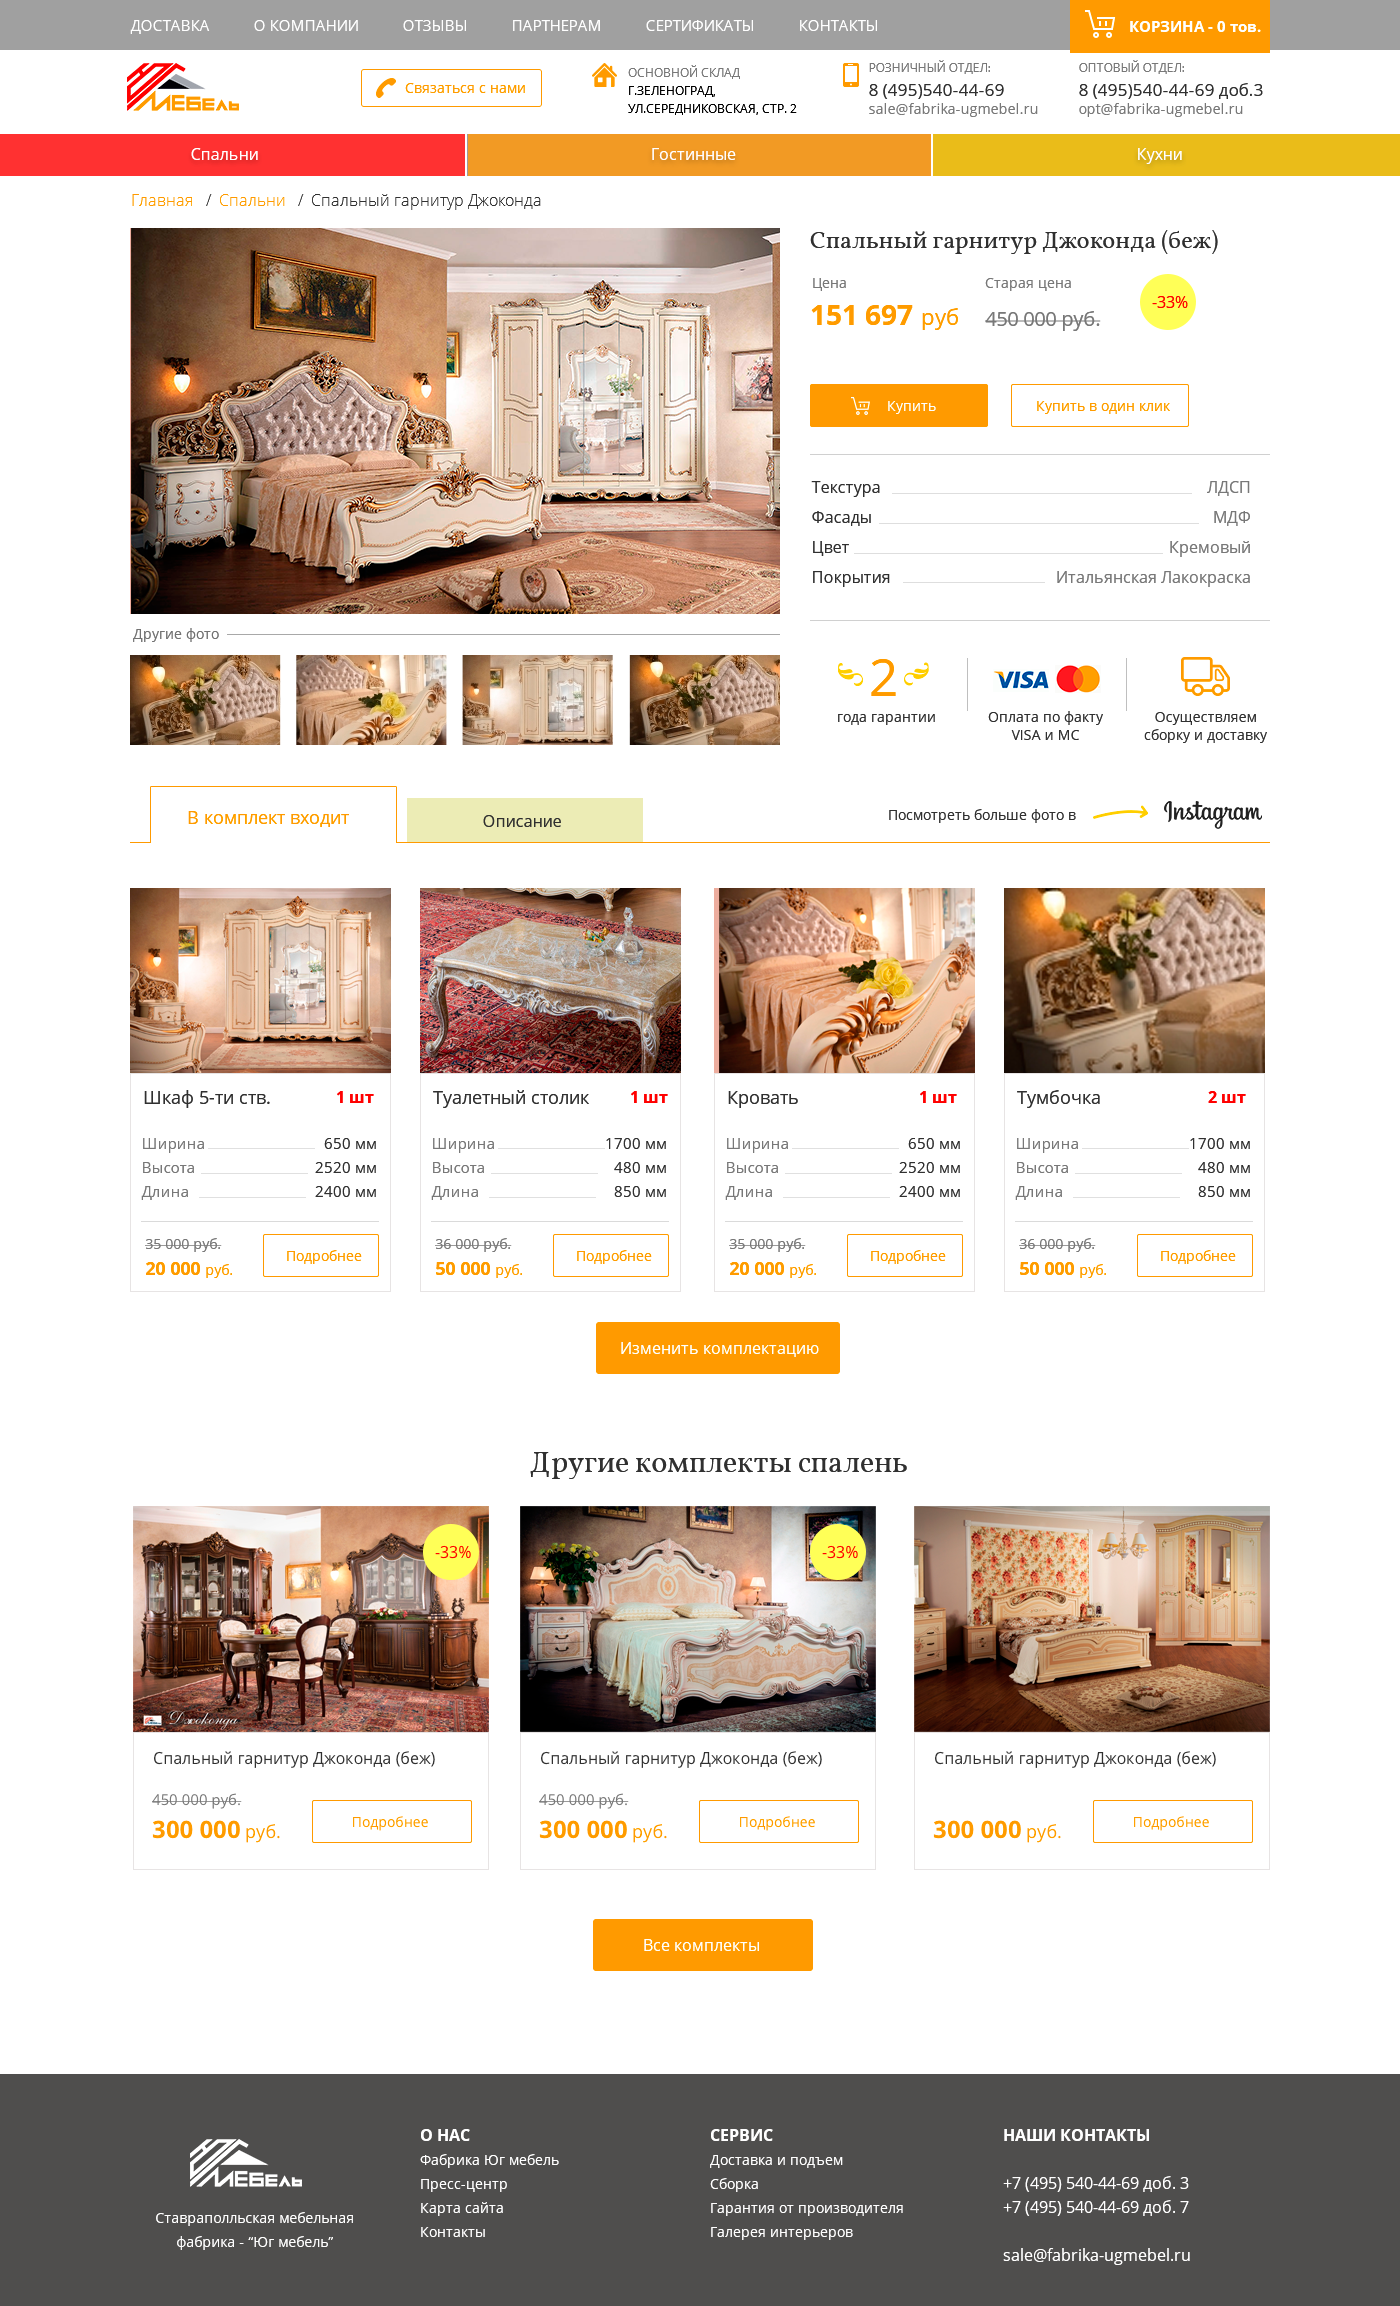 ДОСТАВКА О КОМПАНИИ ОТЗЫВЫ ПАРТНЕРАМ СЕРТИФИКАТЫ КОНТАКТЫ КОРЗИНА - 0 тов.
МЕБЕЛЬ
Связаться с нами
ОСНОВНОЙ СКЛАД
Г.ЗЕЛЕНОГРАД,
УЛ.СЕРЕДНИКОВСКАЯ, СТР. 2
РОЗНИЧНЫЙ ОТДЕЛ:
8 (495)540-44-69
sale@fabrika-ugmebel.ru
ОПТОВЫЙ ОТДЕЛ:
8 (495)540-44-69 доб.3
opt@fabrika-ugmebel.ru
Спальни Гостинные Кухни
Главная / Спальни / Спальный гарнитур Джоконда
Спальный гарнитур Джоконда (беж)
Цена Старая цена
151 697 руб 450 000 руб. -33%
Купить Купить в один клик
Текстура ЛДСП
Фасады МДФ
Цвет Кремовый
Покрытия Итальянская Лакокраска
Другие фото
2
года гарантии
VISA
Оплата по факту
VISA и МС
Осуществляем
сборку и доставку
В комплект входит Описание Посмотреть больше фото в Instagram
Шкаф 5-ти ств. 1 шт
Ширина 650 мм
Высота 2520 мм
Длина 2400 мм
35 000 руб.
20 000 руб. Подробнее
Туалетный столик 1 шт
Ширина 1700 мм
Высота 480 мм
Длина 850 мм
36 000 руб.
50 000 руб. Подробнее
Кровать 1 шт
Ширина 650 мм
Высота 2520 мм
Длина 2400 мм
35 000 руб.
20 000 руб. Подробнее
Тумбочка 2 шт
Ширина 1700 мм
Высота 480 мм
Длина 850 мм
36 000 руб.
50 000 руб. Подробнее
Изменить комплектацию
Другие комплекты спалень
-33%
Джоконда
Спальный гарнитур Джоконда (беж)
450 000 руб.
300 000 руб. Подробнее
-33%
Спальный гарнитур Джоконда (беж)
450 000 руб.
300 000 руб. Подробнее
Спальный гарнитур Джоконда (беж)
300 000 руб. Подробнее
Все комплекты
МЕБЕЛЬ
Ставраполльская мебельная
фабрика - “Юг мебель”
О НАС
Фабрика Юг мебель
Пресс-центр
Карта сайта
Контакты
СЕРВИС
Доставка и подъем
Сборка
Гарантия от производителя
Галерея интерьеров
НАШИ КОНТАКТЫ
+7 (495) 540-44-69 доб. 3
+7 (495) 540-44-69 доб. 7
sale@fabrika-ugmebel.ru